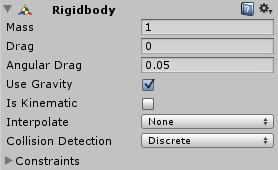 Rigidbody
Mass 1
Drag 0
Angular Drag 0.05
Use Gravity
Is Kinematic
Interpolate None
Collision Detection Discrete
Constraints